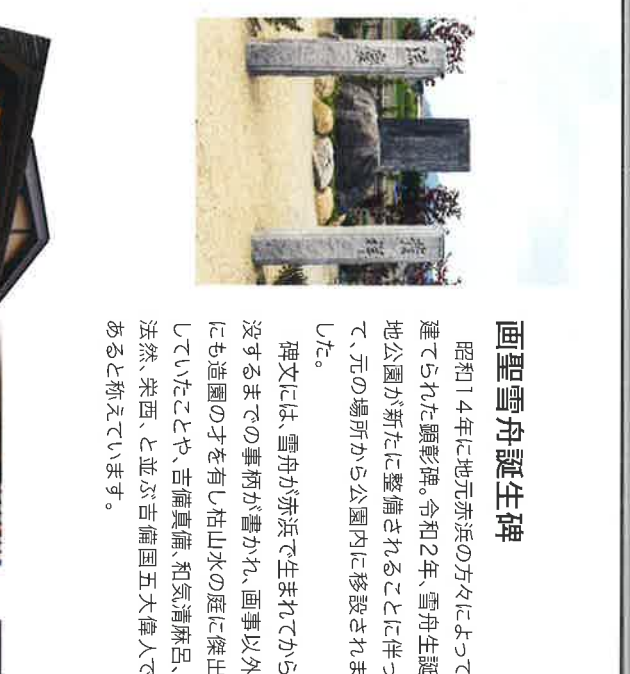 画聖雪舟誕生碑
昭和14年に地元赤浜の方々によって
建てられた顕彰碑。令和2年、雪舟生誕
地公園が新たに整備されることに伴っ
て、元の場所から公園内に移設されま
した。
碑文には、雪舟が赤浜で生まれてから
没するまでの事柄が書かれ、画事以外
にも造園の才を有し枯山水の庭に傑出
していたことや、吉備真備、和気清麻呂、
法然、栄西、と並ぶ吉備国五大偉人で
あると称えています。